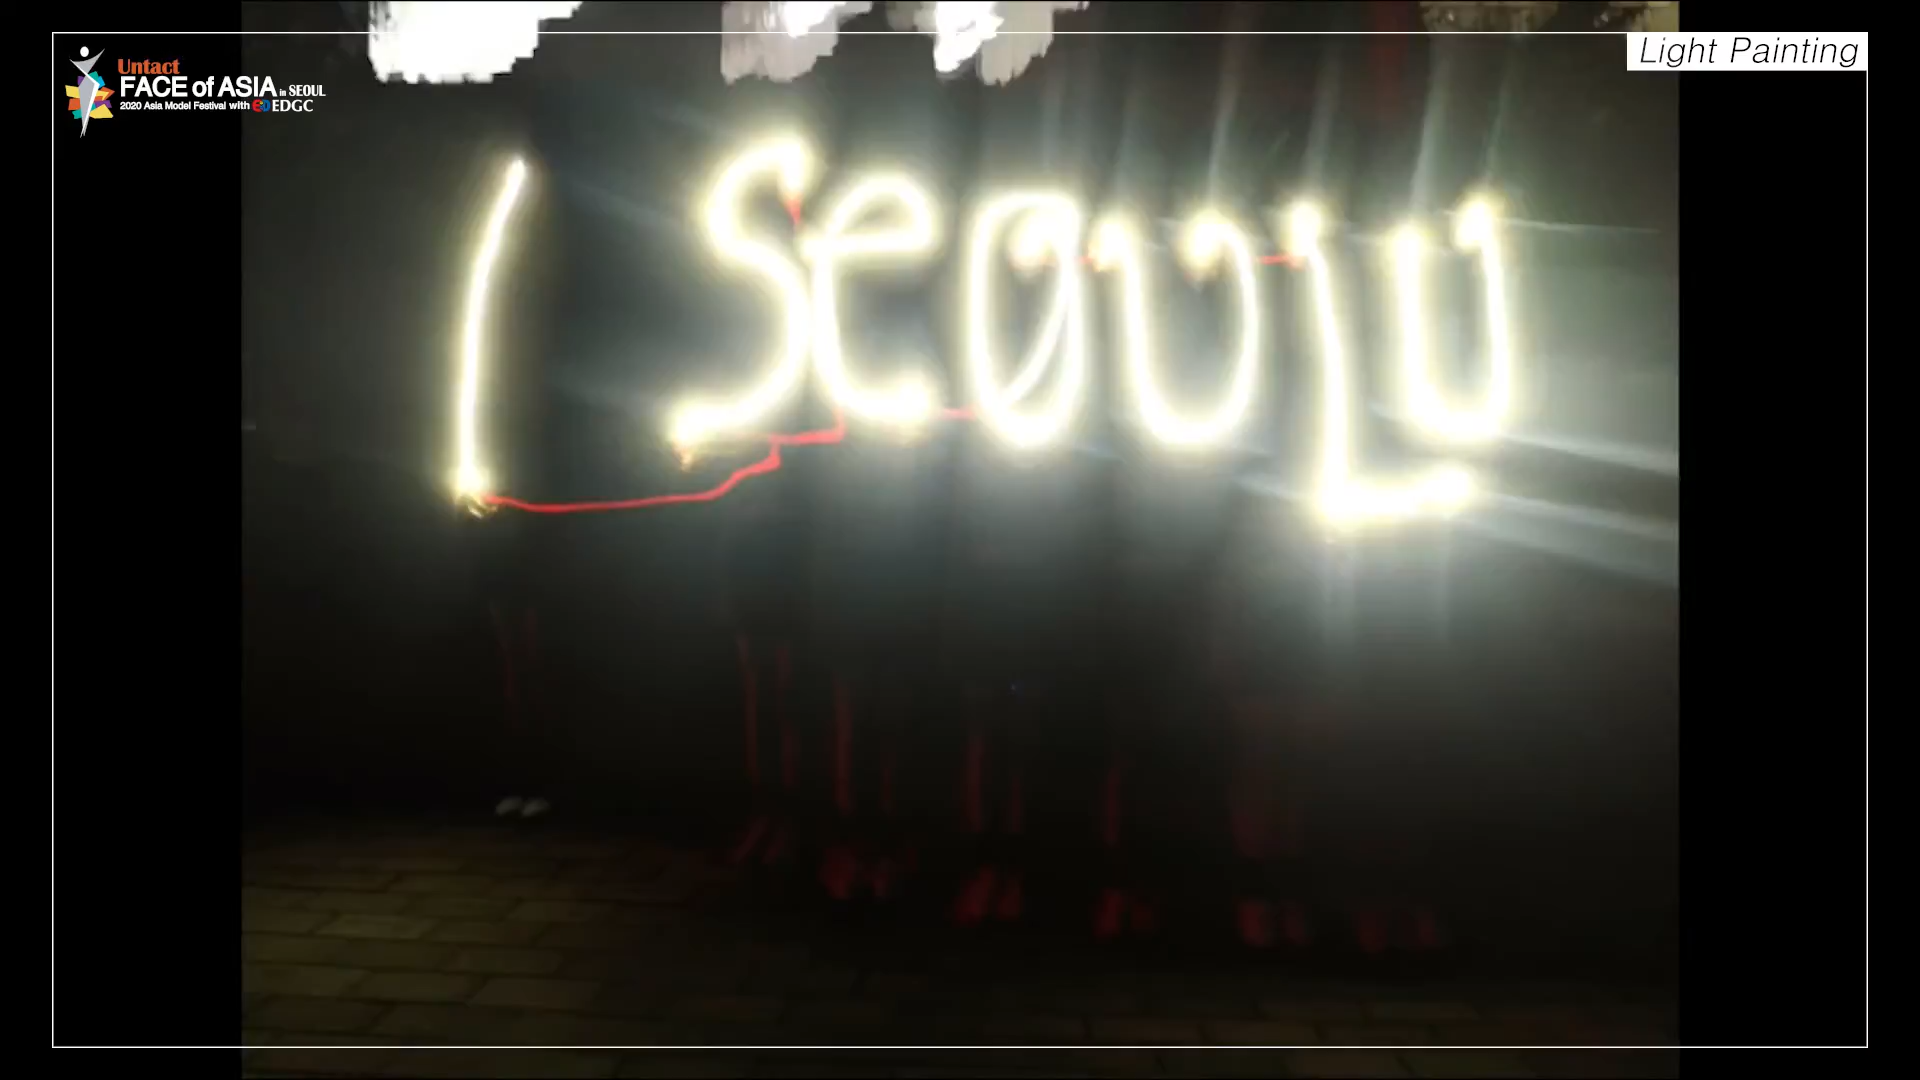 Untact
FACE of ASIA in SEOUL
2020 Asia Model Festival with EDGC
Light Painting
I SeoULU